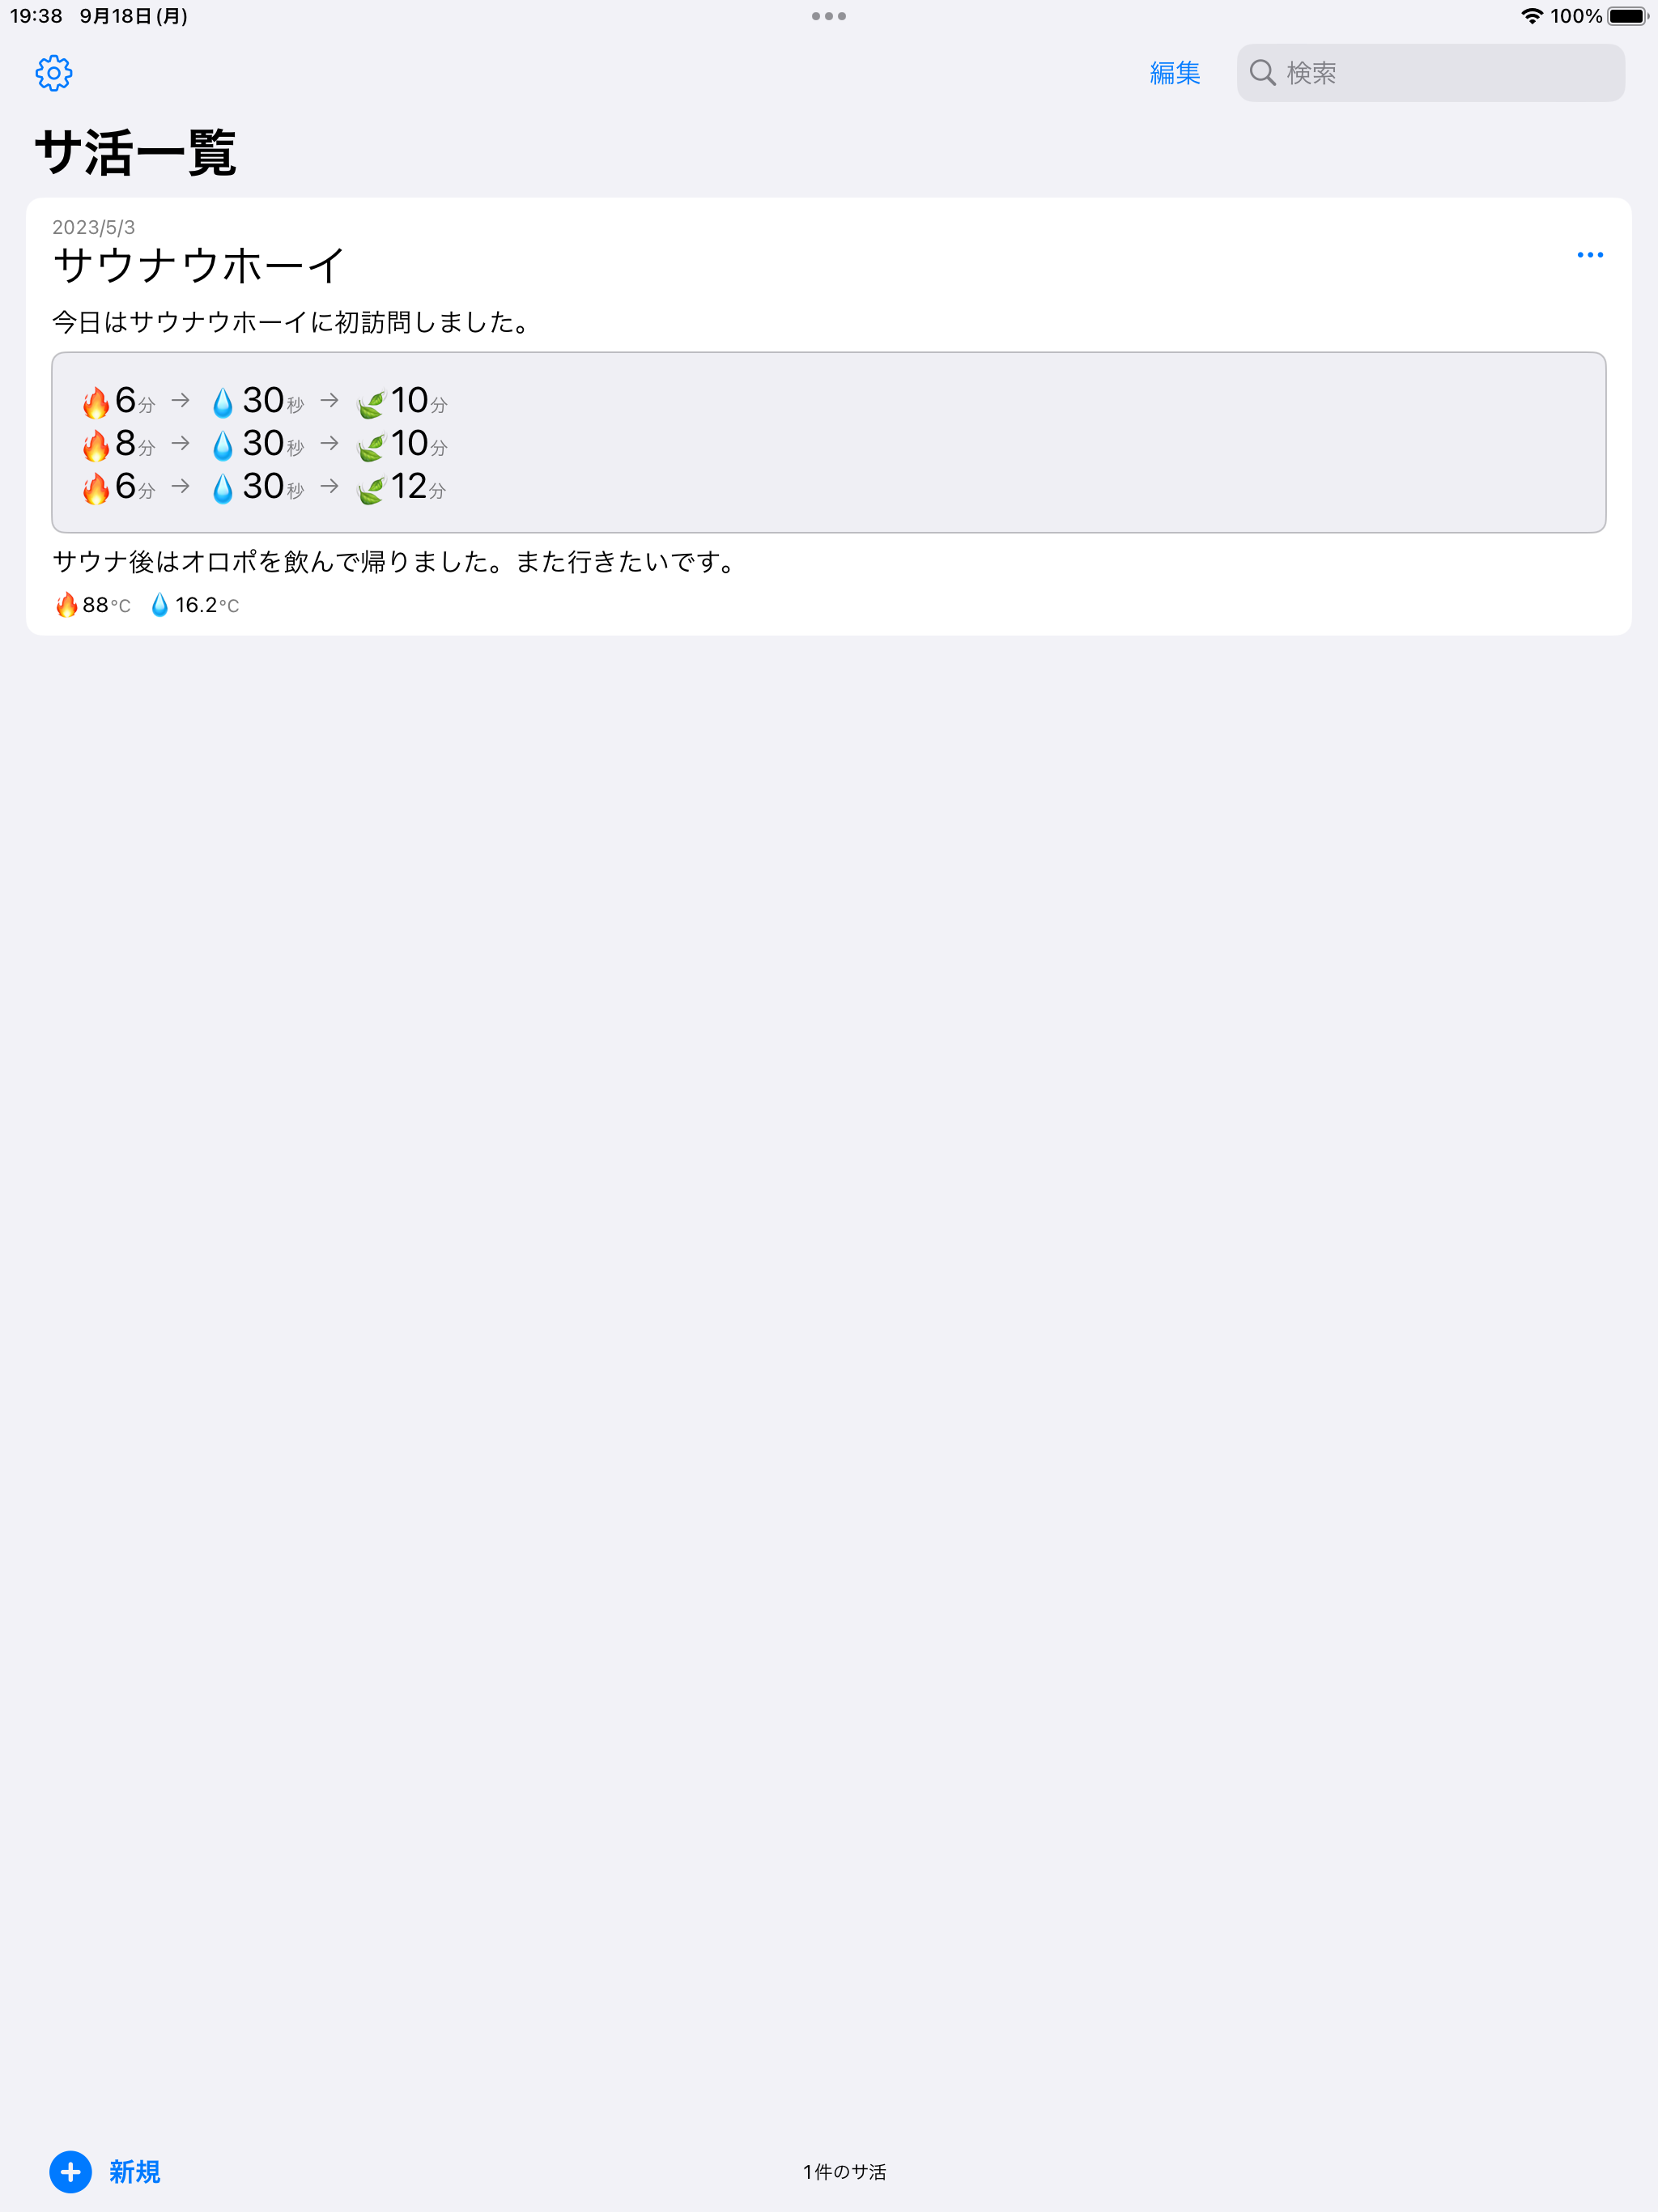 19:38 9月18日(月) 100%
編集 検索
サ活一覧
2023/5/3
サウナウホーイ
今日はサウナウホーイに初訪問しました。
🔥6分 → 💧30秒 → 🍃10分
🔥8分 → 💧30秒 → 🍃10分
🔥6分 → 💧30秒 → 🍃12分
サウナ後はオロポを飲んで帰りました。また行きたいです。
🔥88°C 💧16.2°C
新規 1件のサ活